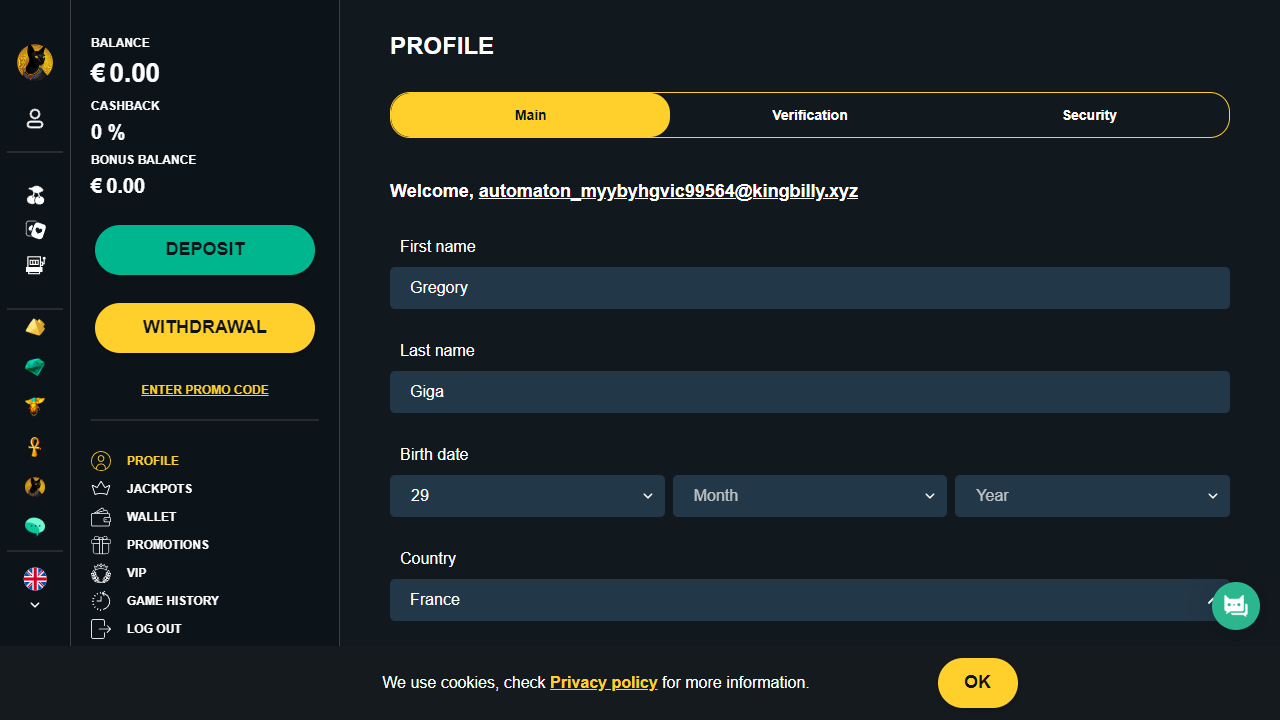 BALANCE
€ 0.00
CASHBACK
0 %
BONUS BALANCE
€ 0.00
DEPOSIT
WITHDRAWAL
ENTER PROMO CODE
PROFILE
JACKPOTS
WALLET
PROMOTIONS
VIP
GAME HISTORY
LOG OUT
PROFILE
Main Verification Security
Welcome, automaton_myybyhgvic99564@kingbilly.xyz
First name
Gregory
Last name
Giga
Birth date
29 Month Year
Country
France
We use cookies, check Privacy policy for more information.
OK